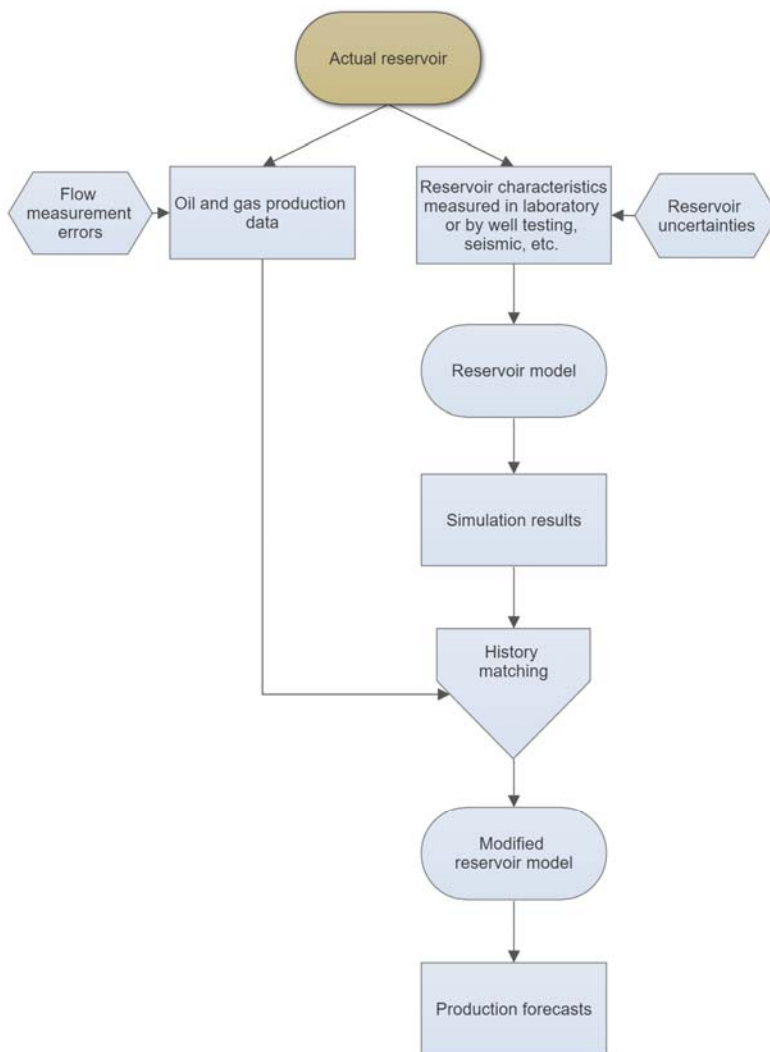 Actual reservoir
Flow
measurement
errors
Oil and gas production
data
Reservoir characteristics
measured in laboratory
or by well testing,
seismic, etc.
Reservoir
uncertainties
Reservoir model
Simulation results
History
matching
Modified
reservoir model
Production forecasts